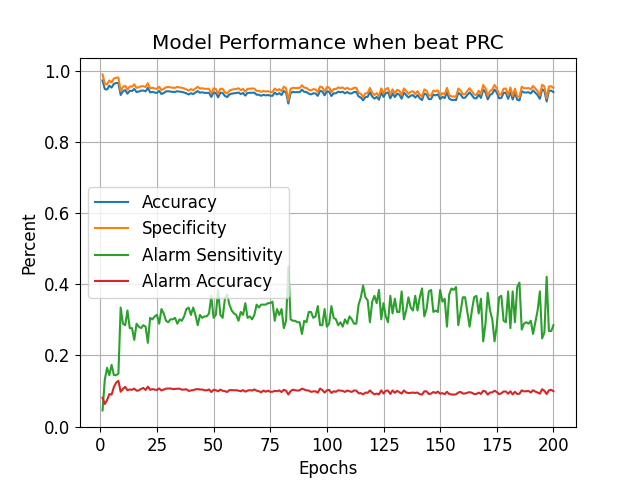 Model Performance when beat PRC
1.0
0.8
0.6
0.4
0.2
0.0
Percent
Accuracy
Specificity
Alarm Sensitivity
Alarm Accuracy
0 25 50 75 100 125 150 175 200
Epochs